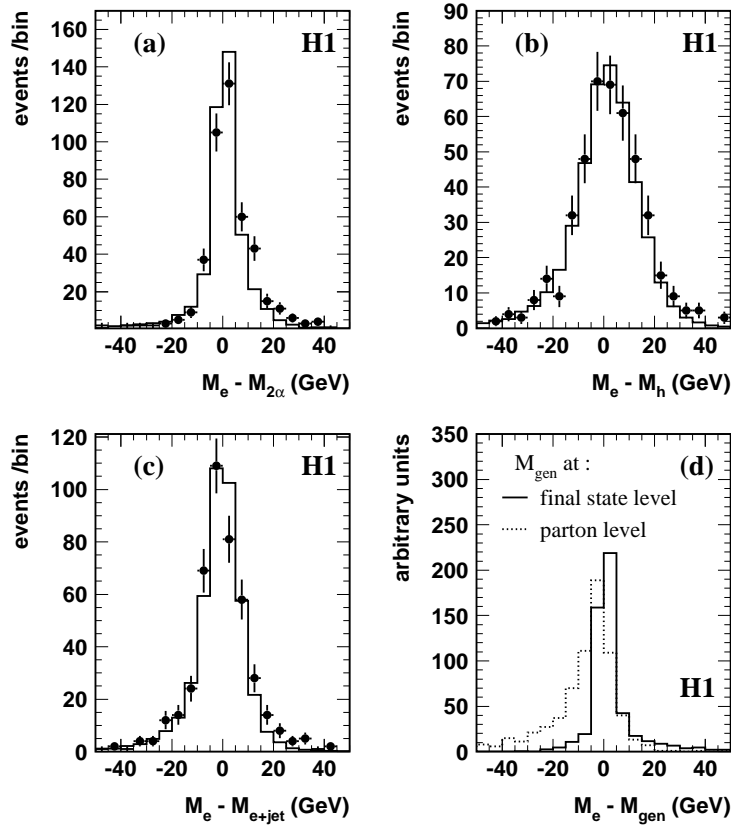 events /bin
160
140
120
100
80
60
40
20
(a)
H1
-40 -20 0 20 40
M_e - M_2α (GeV)
events /bin
90
80
70
60
50
40
30
20
10
0
(b)
H1
-40 -20 0 20 40
M_e - M_h (GeV)
events /bin
120
100
80
60
40
20
0
(c)
H1
-40 -20 0 20 40
M_e - M_e+jet (GeV)
arbitrary units
350
300
250
200
150
100
50
0
(d)
M_gen at :
final state level
parton level
H1
-40 -20 0 20 40
M_e - M_gen (GeV)